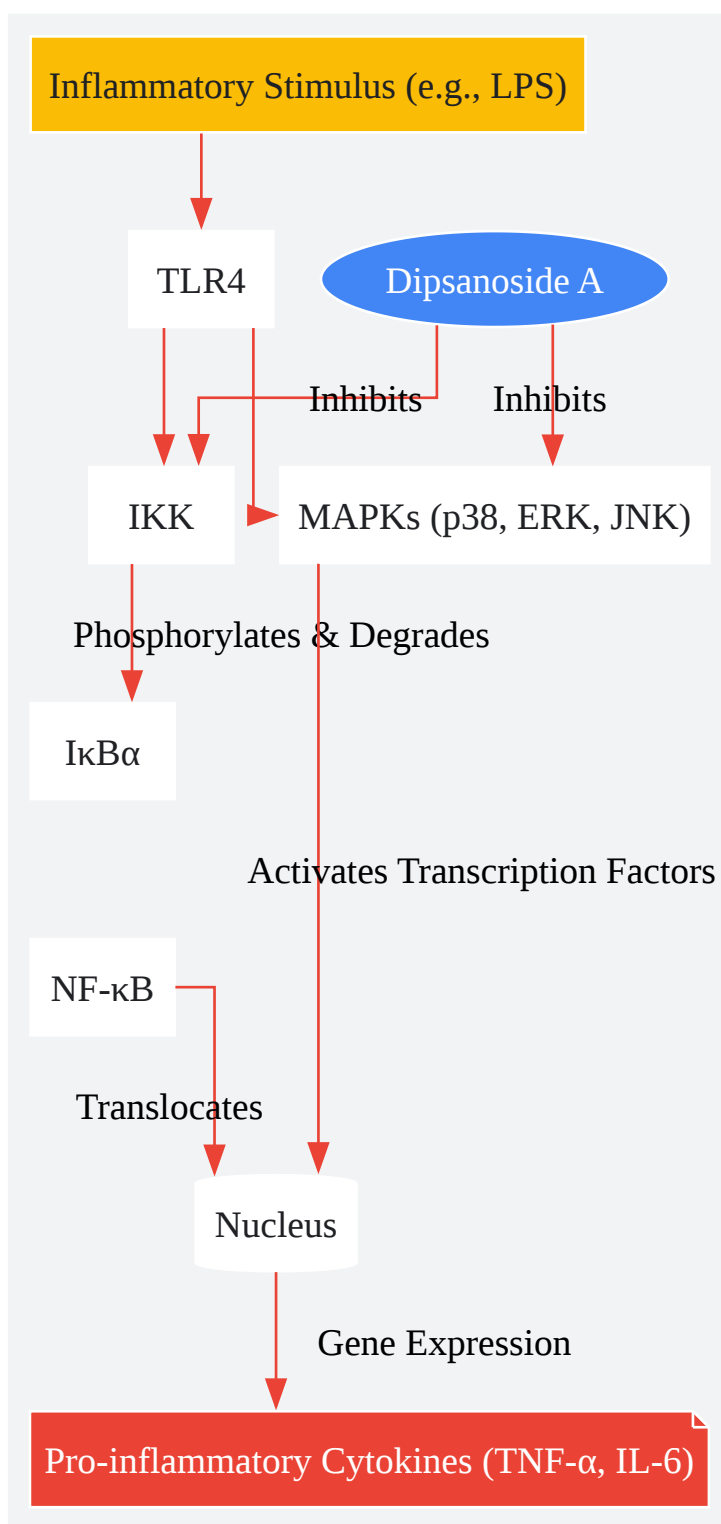 Inflammatory Stimulus (e.g., LPS)
TLR4
Dipsanoside A
Inhibits
Inhibits
IKK
MAPKs (p38, ERK, JNK)
Phosphorylates & Degrades
IκBα
Activates Transcription Factors
NF-κB
Translocates
Nucleus
Gene Expression
Pro-inflammatory Cytokines (TNF-α, IL-6)